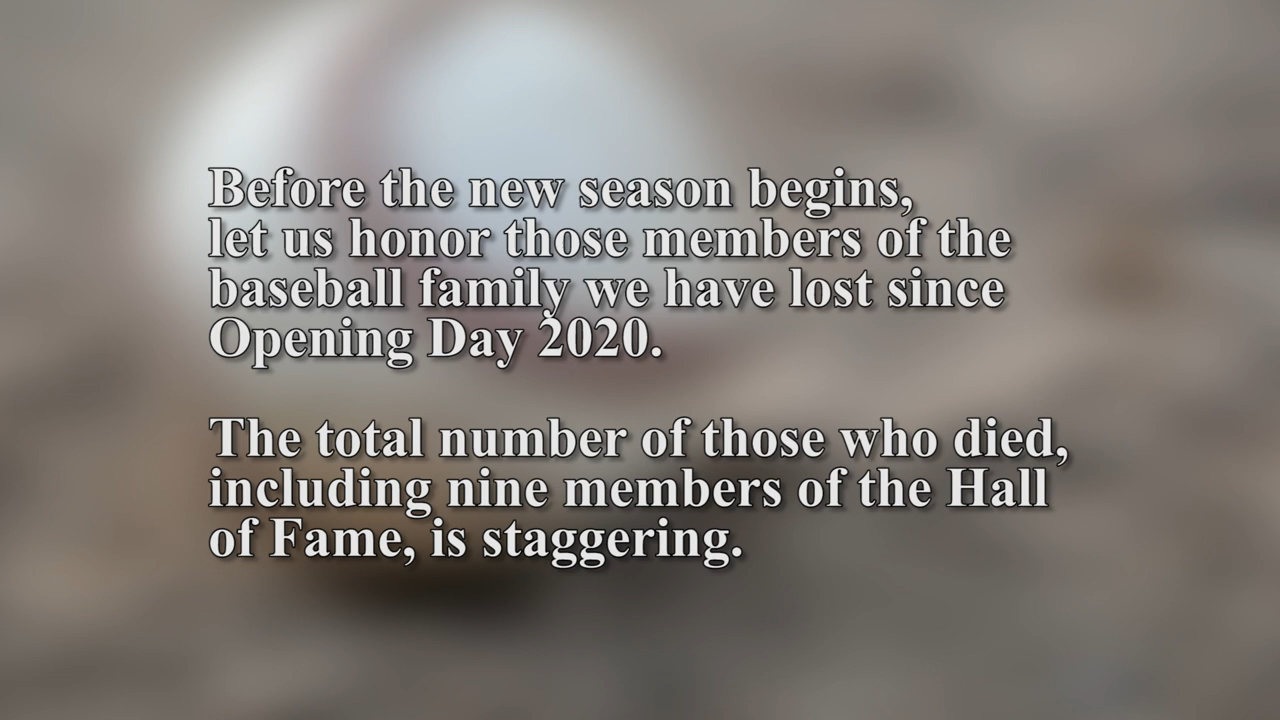 Before the new season begins,
let us honor those members of the
baseball family we have lost since
Opening Day 2020.
The total number of those who died,
including nine members of the Hall
of Fame, is staggering.